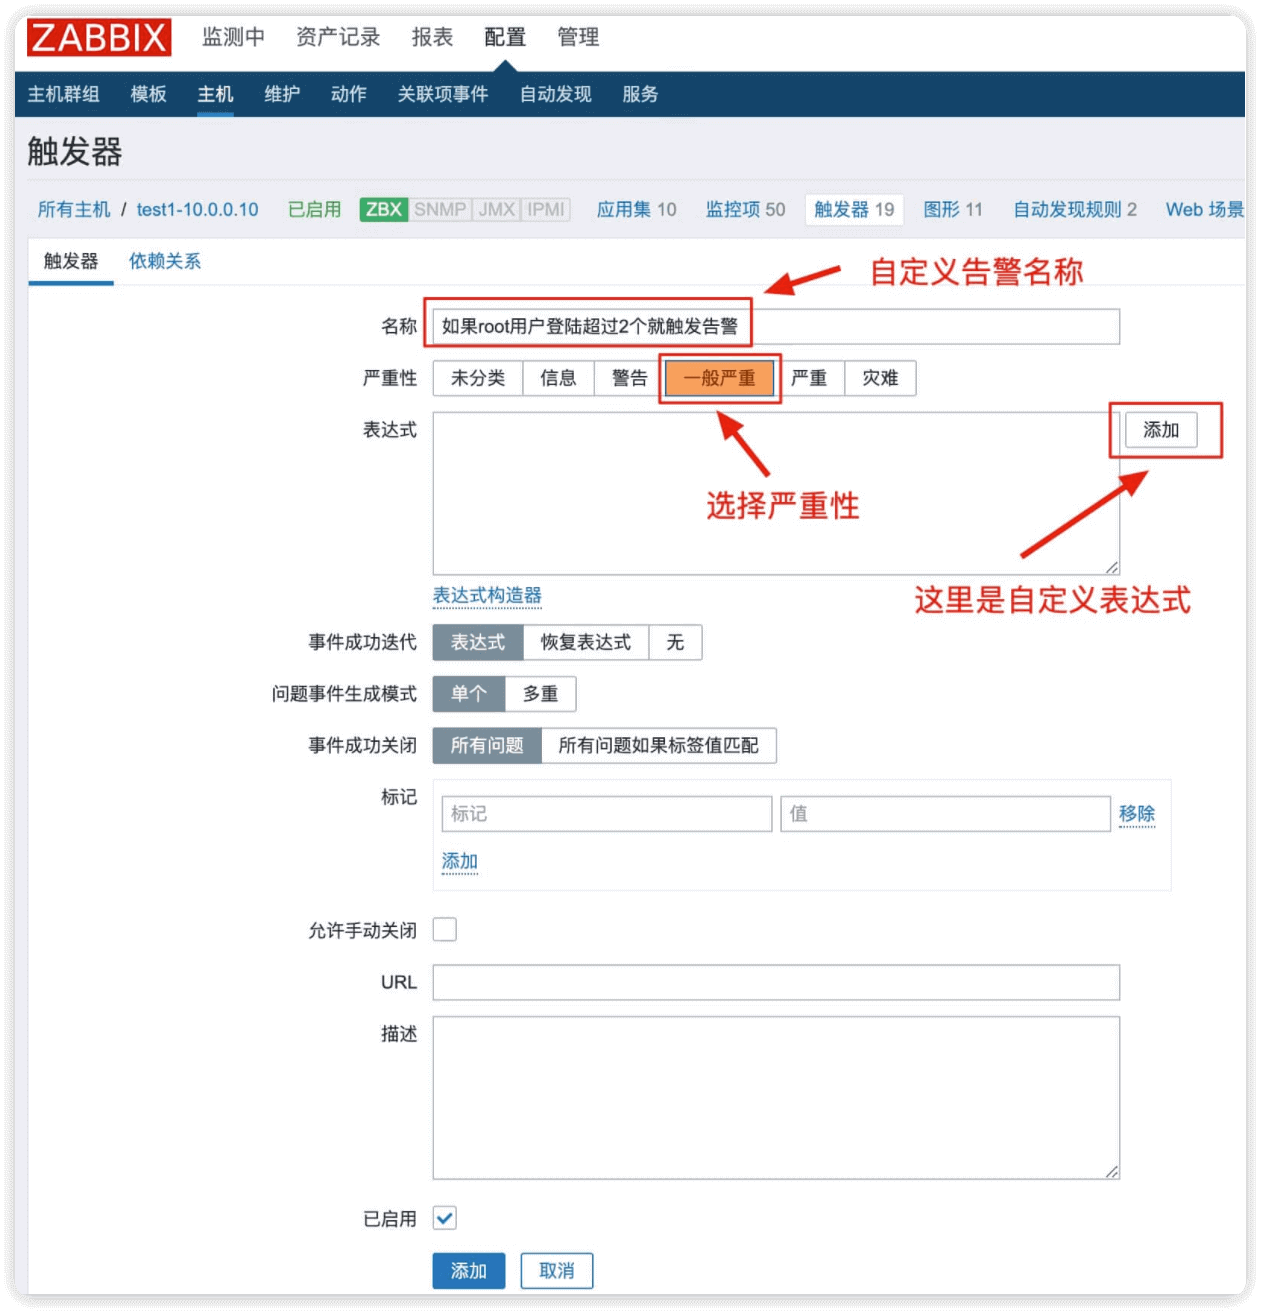 ZABBIX 监测中 资产记录 报表 配置 管理
主机群组 模板 主机 维护 动作 关联项事件 自动发现 服务
触发器
所有主机 / test1-10.0.0.10 已启用 ZBX SNMP JMX IPMI 应用集 10 监控项 50 触发器 19 图形 11 自动发现规则 2 Web 场景
触发器 依赖关系
自定义告警名称
名称 如果root用户登陆超过2个就触发告警
严重性 未分类 信息 警告 一般严重 严重 灾难
表达式 添加
选择严重性
这里是自定义表达式
表达式构造器
事件成功迭代 表达式 恢复表达式 无
问题事件生成模式 单个 多重
事件成功关闭 所有问题 所有问题如果标签值匹配
标记 标记 值 移除
添加
允许手动关闭
URL
描述
已启用
添加 取消